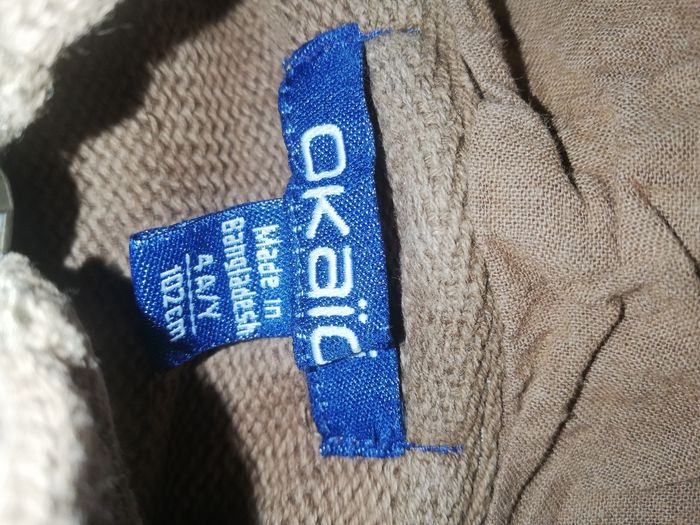 okaïdi
Made in
Bangladesh
4 A/Y
102cm